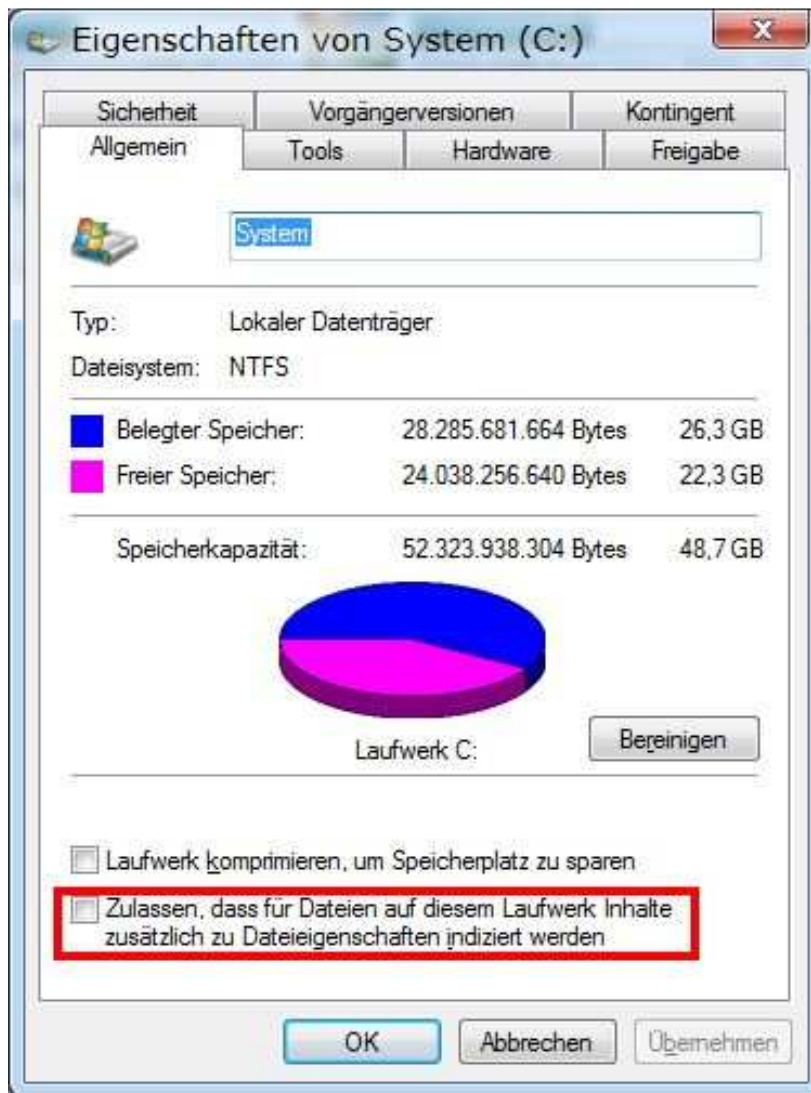 Eigenschaften von System (C:)
Sicherheit Vorgängerversionen Kontingent
Allgemein Tools Hardware Freigabe
System
Typ: Lokaler Datenträger
Dateisystem: NTFS
Belegter Speicher: 28.285.681.664 Bytes 26,3 GB
Freier Speicher: 24.038.256.640 Bytes 22,3 GB
Speicherkapazität: 52.323.938.304 Bytes 48,7 GB
Laufwerk C:
Bereinigen
Laufwerk komprimieren, um Speicherplatz zu sparen
Zulassen, dass für Dateien auf diesem Laufwerk Inhalte
zusätzlich zu Dateieigenschaften indiziert werden
OK Abbrechen Übernehmen